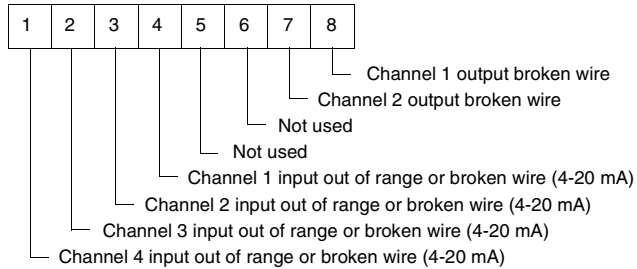 1 2 3 4 5 6 7 8
Channel 1 output broken wire
Channel 2 output broken wire
Not used
Not used
Channel 1 input out of range or broken wire (4-20 mA)
Channel 2 input out of range or broken wire (4-20 mA)
Channel 3 input out of range or broken wire (4-20 mA)
Channel 4 input out of range or broken wire (4-20 mA)